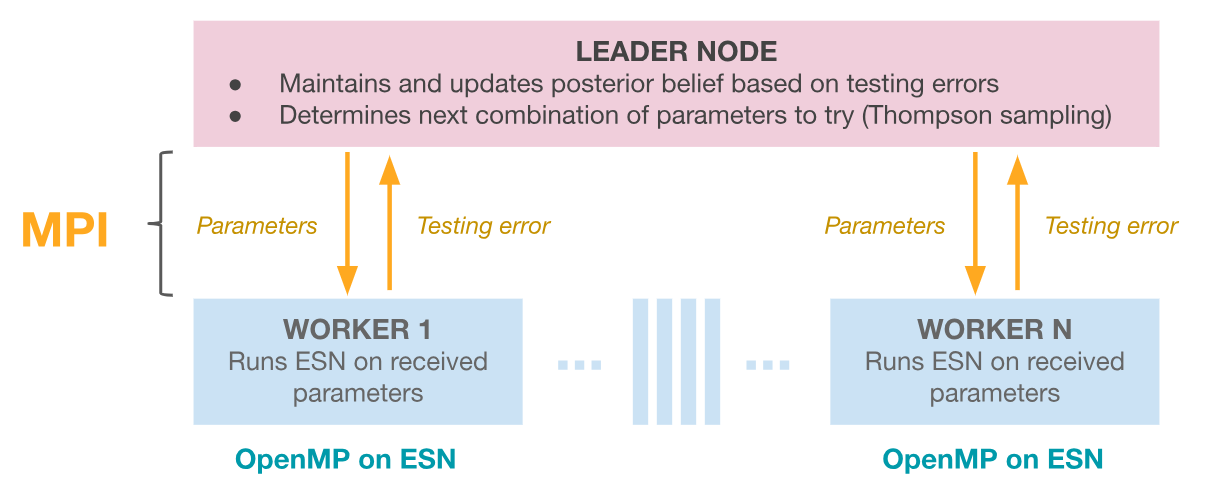 LEADER NODE
● Maintains and updates posterior belief based on testing errors
● Determines next combination of parameters to try (Thompson sampling)
MPI
Parameters
Testing error
Parameters
Testing error
WORKER 1
Runs ESN on received
parameters
WORKER N
Runs ESN on received
parameters
OpenMP on ESN
OpenMP on ESN